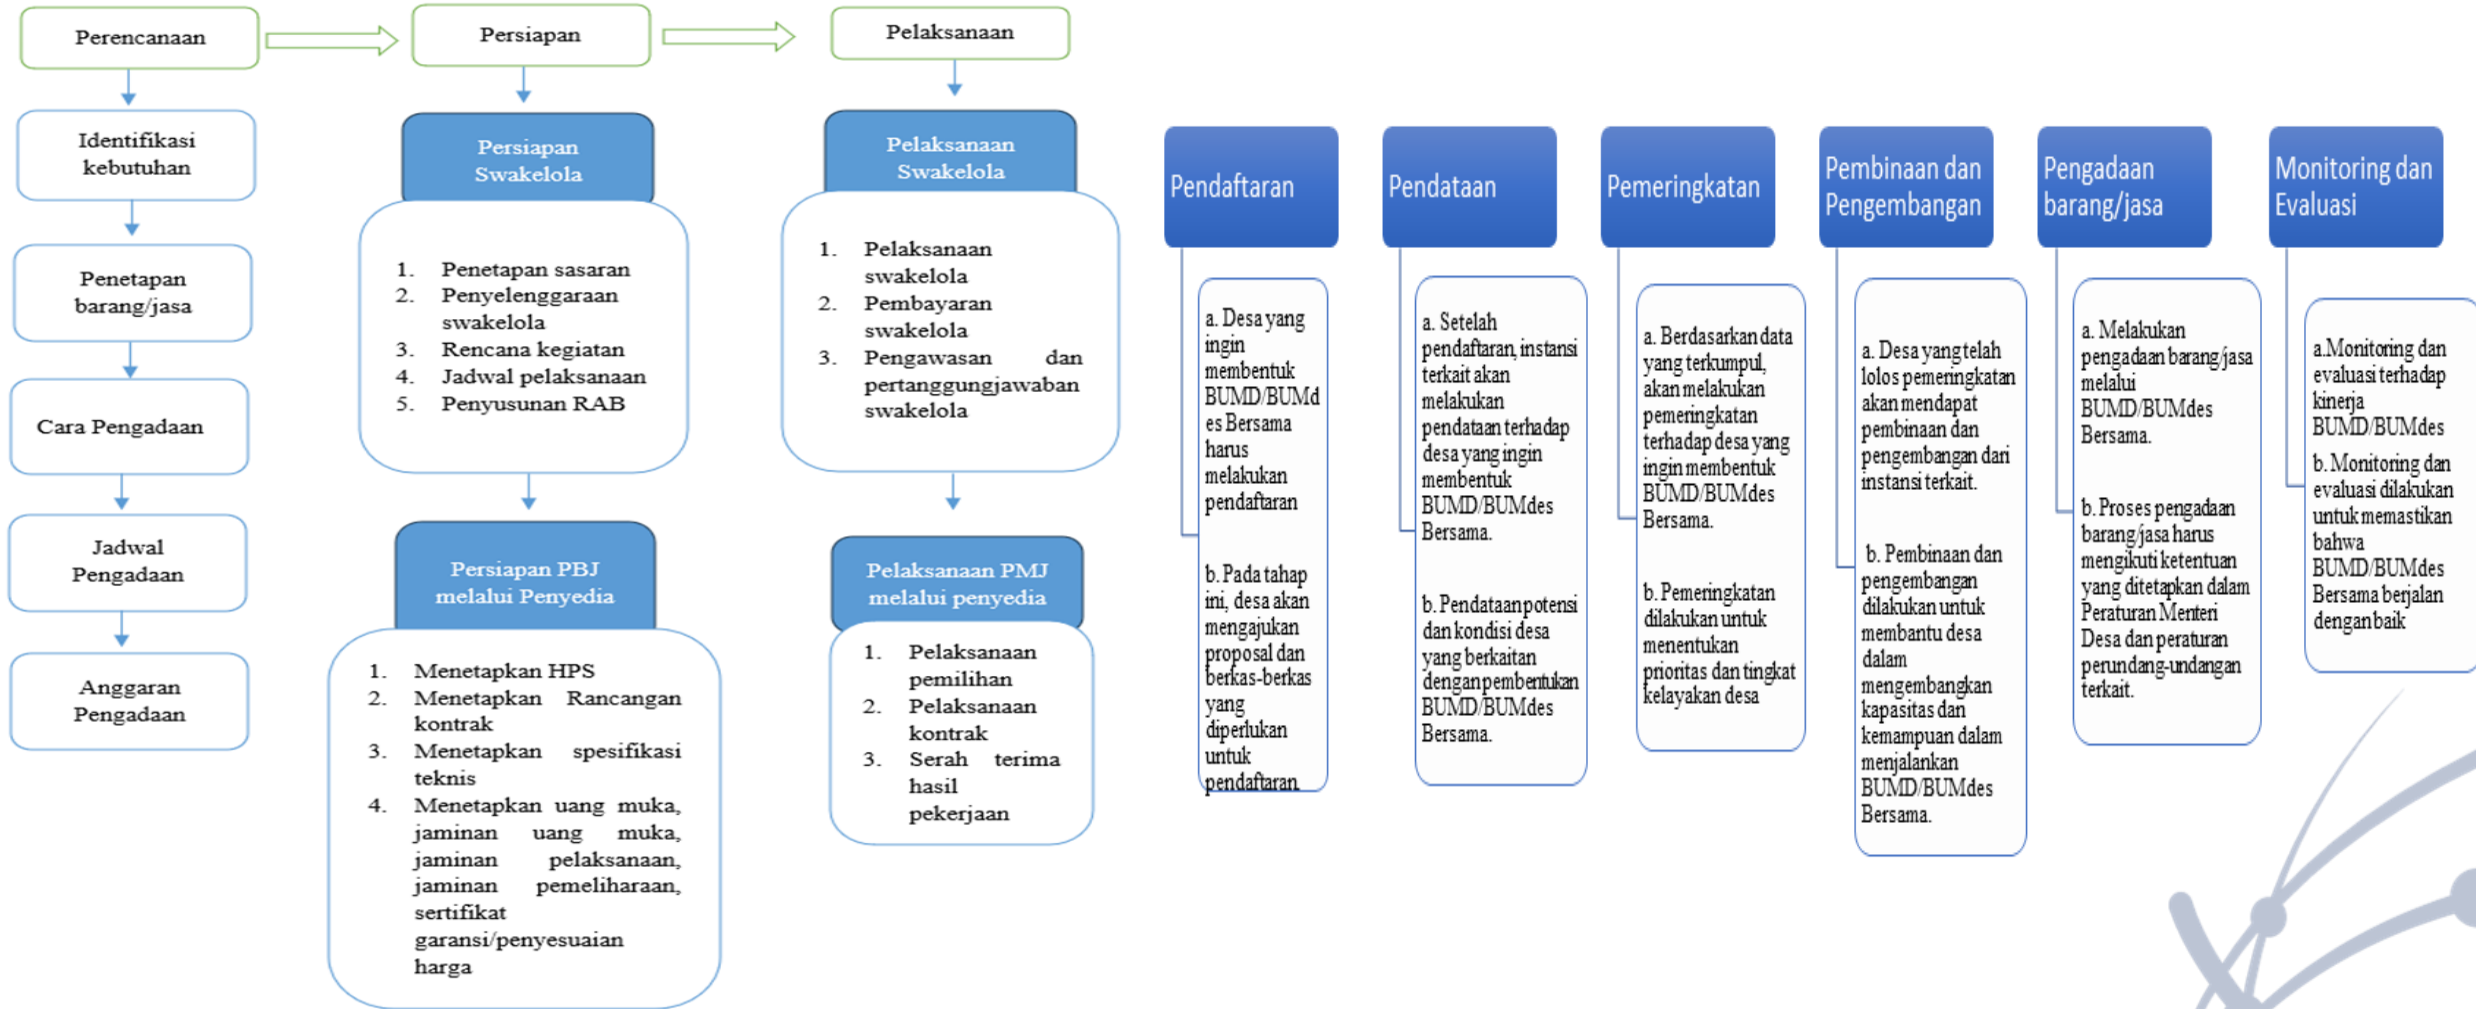 Perencanaan
Identifikasi
kebutuhan
Penetapan
barang/jasa
Cara Pengadaan
Jadwal
Pengadaan
Anggaran
Pengadaan
Persiapan
Persiapan
Swakelola
1. Penetapan sasaran
2. Penyelenggaraan
swakelola
3. Rencana kegiatan
4. Jadwal pelaksanaan
5. Penyusunan RAB
Persiapan PBJ
melalui Penyedia
1. Menetapkan HPS
2. Menetapkan Rancangan
kontrak
3. Menetapkan spesifikasi
teknis
4. Menetapkan uang muka,
jaminan uang muka,
jaminan pelaksanaan,
jaminan pemeliharaan,
sertifikat
garansi/penyesuaian
harga
Pelaksanaan
Pelaksanaan
Swakelola
1. Pelaksanaan
swakelola
2. Pembayaran
swakelola
3. Pengawasan dan
pertanggungjawaban
swakelola
Pelaksanaan PMJ
melalui penyedia
1. Pelaksanaan
pemilihan
2. Pelaksanaan
kontrak
3. Serah terima
hasil
pekerjaan
Pendaftaran
a. Desa yang
ingin
membentuk
BUMD/BUMd
es Bersama
harus
melakukan
pendaftaran
b. Pada tahap
ini, desa akan
mengajukan
proposal dan
berkas-berkas
yang
diperlukan
untuk
pendaftaran.
Pendataan
a. Setelah
pendaftaran, instansi
terkait akan
melakukan
pendataan terhadap
desa yang ingin
membentuk
BUMD/BUMdes
Bersama.
b. Pendataan potensi
dan kondisi desa
yang berkaitan
dengan pembentukan
BUMD/BUMdes
Bersama.
Pemeringkatan
a. Berdasarkan data
yang terkumpul,
akan melakukan
pemeringkatan
terhadap desa yang
ingin membentuk
BUMD/BUMdes
Bersama.
b. Pemeringkatan
dilakukan untuk
menentukan
prioritas dan tingkat
kelayakan desa
Pembinaan dan
Pengembangan
a. Desa yang telah
lolos pemeringkatan
akan mendapat
pembinaan dan
pengembangan dari
instansi terkait.
b. Pembinaan dan
pengembangan
dilakukan untuk
membantu desa
dalam
mengembangkan
kapasitas dan
kemampuan dalam
menjalankan
BUMD/BUMdes
Bersama.
Pengadaan
barang/jasa
a. Melakukan
pengadaan barang/jasa
melalui
BUMD/BUMdes
Bersama.
b. Proses pengadaan
barang/jasa harus
mengikuti ketentuan
yang ditetapkan dalam
Peraturan Menteri
Desa dan peraturan
perundang-undangan
terkait.
Monitoring dan
Evaluasi
a.Monitoring dan
evaluasi terhadap
kinerja
BUMD/BUMdes
b. Monitoring dan
evaluasi dilakukan
untuk memastikan
bahwa
BUMD/BUMdes
Bersama berjalan
dengan baik